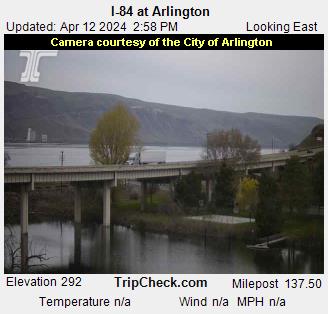 I-84 at Arlington
Updated: Apr 12 2024 2:58 PM Looking East
Camera courtesy of the City of Arlington
Elevation 292 TripCheck.com Milepost 137.50
Temperature n/a Wind n/a MPH n/a